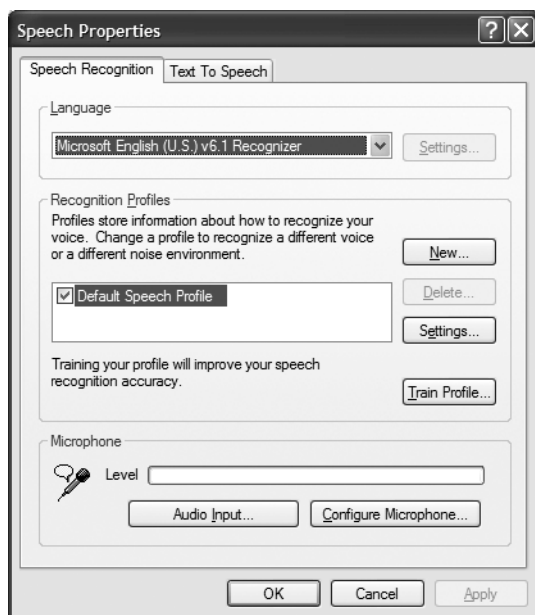 Speech Properties
Speech Recognition
Text To Speech
Language
Microsoft English (U.S.) v6.1 Recognizer
Settings...
Recognition Profiles
Profiles store information about how to recognize your
voice. Change a profile to recognize a different voice
or a different noise environment.
New...
Default Speech Profile
Delete...
Settings...
Training your profile will improve your speech
recognition accuracy.
Train Profile...
Microphone
Level
Audio Input...
Configure Microphone...
OK
Cancel
Apply